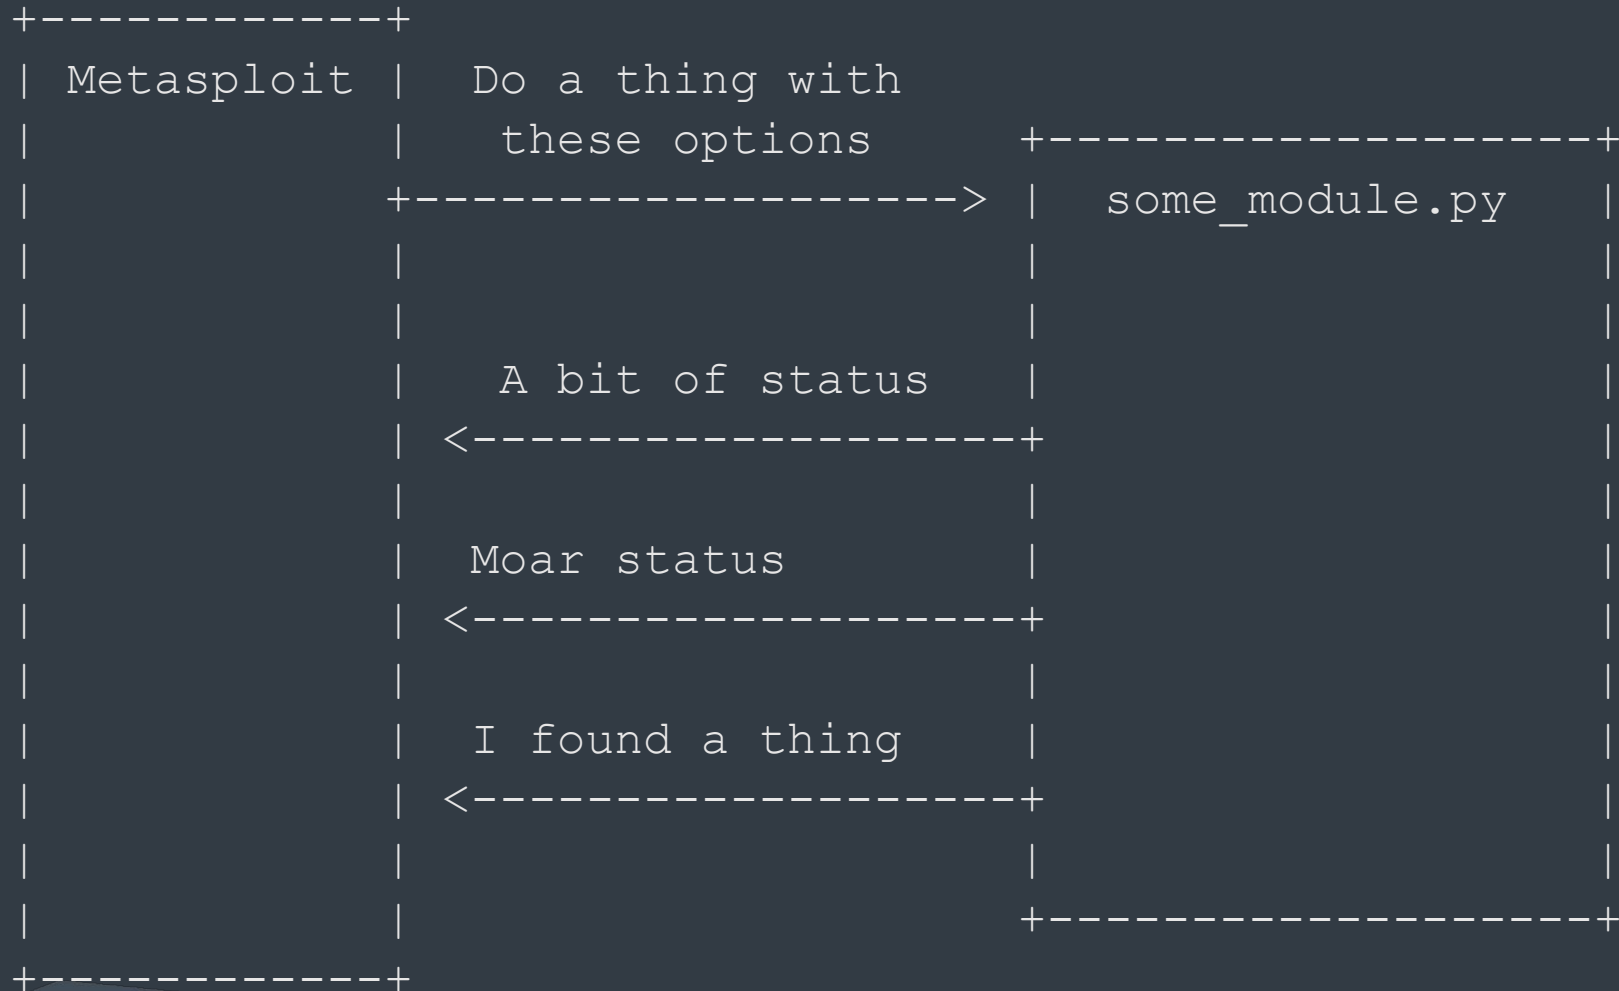 Metasploit
Do a thing with
these options
some_module.py
A bit of status
Moar status
I found a thing